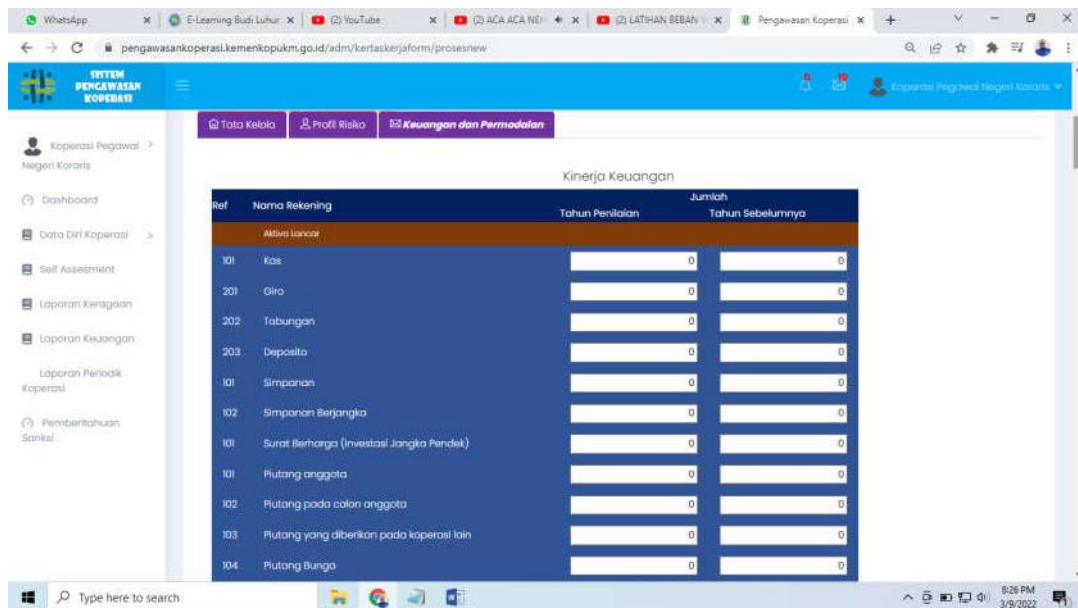 WhatsApp
E-Learning Budi Luhur
(2) YouTube
(2) ACA ACA NEH
(2) LATIHAN BEBAN
Pengawasan Koperasi
pengawasankoperasi.kemenkopukm.go.id/adm/kertaskerjaform/prosesnew
SISTEM
PENGAWASAN
KOPERASI
Koperasi Pegawai Negeri Koraris
Koperasi Pegawai
Negeri Koraris
Dashboard
Data Diri Koperasi
Self Assesment
Laporan Keragaan
Laporan Keuangan
Laporan Periodik
Koperasi
Pemberitahuan
Sanksi
Tata Kelola
Profil Risiko
Keuangan dan Permodalan
Kinerja Keuangan
Ref Nama Rekening Jumlah
Tahun Penilaian Tahun Sebelumnya
Aktiva Lancar
101 Kas 0 0
201 Giro 0 0
202 Tabungan 0 0
203 Deposito 0 0
101 Simpanan 0 0
102 Simpanan Berjangka 0 0
101 Surat Berharga (Investasi Jangka Pendek) 0 0
101 Piutang anggota 0 0
102 Piutang pada calon anggota 0 0
103 Piutang yang diberikan pada koperasi lain 0 0
104 Piutang Bunga 0 0
Type here to search
8:26 PM
3/9/2022